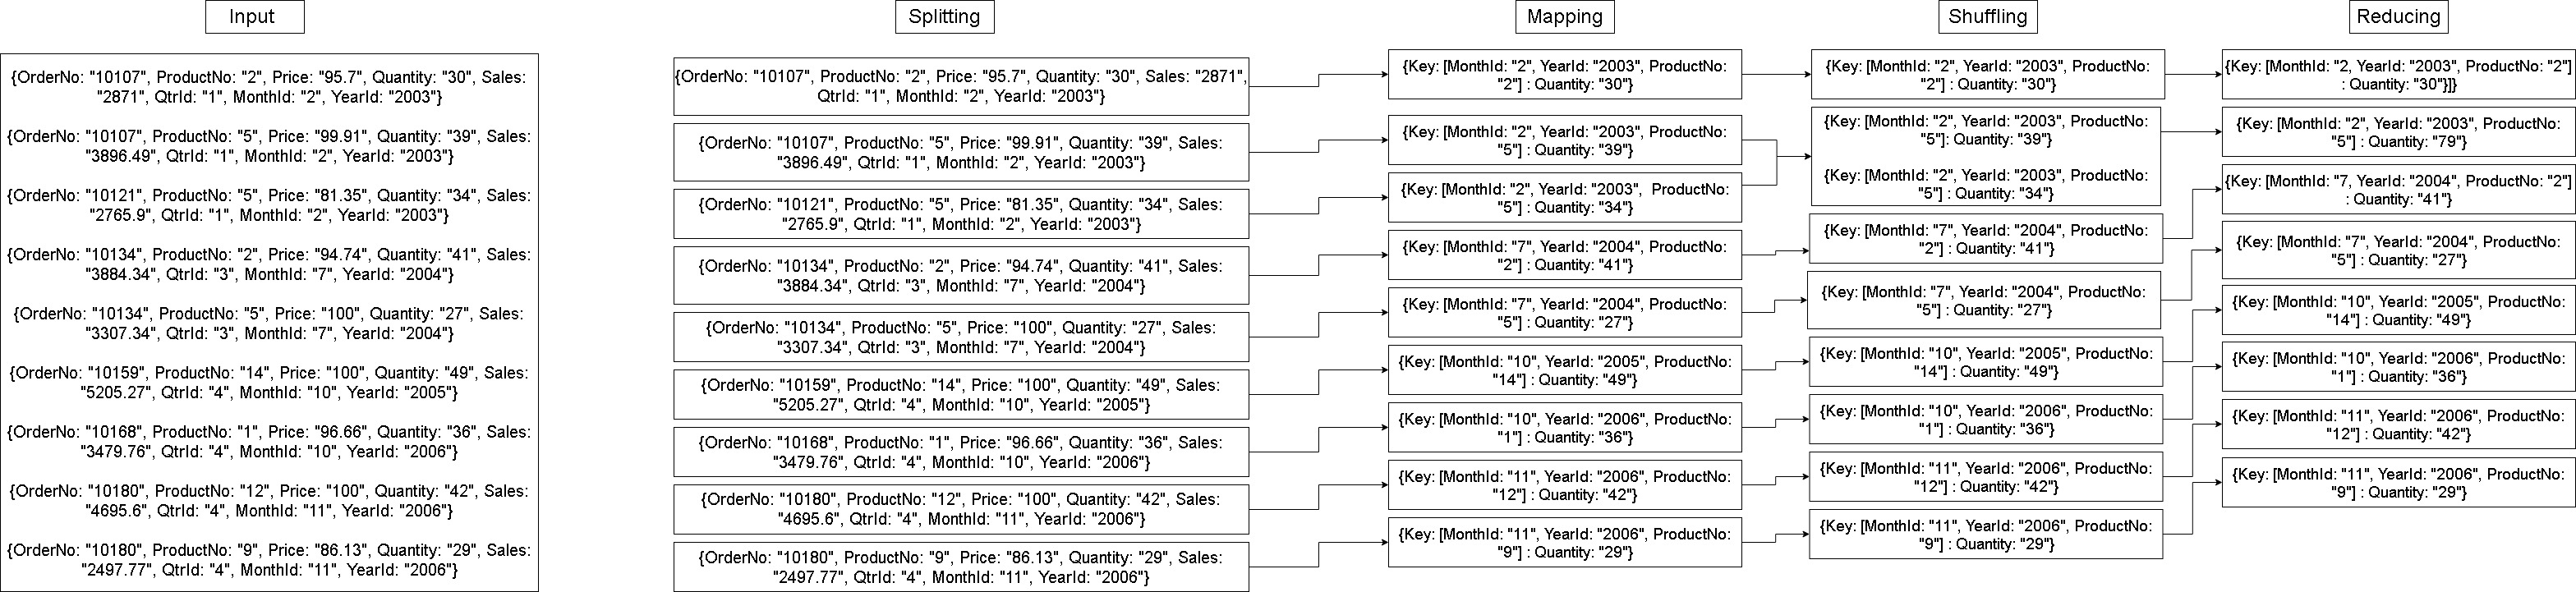 Input
{OrderNo: "10107", ProductNo: "2", Price: "95.7", Quantity: "30", Sales:
"2871", QtrId: "1", MonthId: "2", YearId: "2003"}
{OrderNo: "10107", ProductNo: "5", Price: "99.91", Quantity: "39", Sales:
"3896.49", QtrId: "1", MonthId: "2", YearId: "2003"}
{OrderNo: "10121", ProductNo: "5", Price: "81.35", Quantity: "34", Sales:
"2765.9", QtrId: "1", MonthId: "2", YearId: "2003"}
{OrderNo: "10134", ProductNo: "2", Price: "94.74", Quantity: "41", Sales:
"3884.34", QtrId: "3", MonthId: "7", YearId: "2004"}
{OrderNo: "10134", ProductNo: "5", Price: "100", Quantity: "27", Sales:
"3307.34", QtrId: "3", MonthId: "7", YearId: "2004"}
{OrderNo: "10159", ProductNo: "14", Price: "100", Quantity: "49", Sales:
"5205.27", QtrId: "4", MonthId: "10", YearId: "2005"}
{OrderNo: "10168", ProductNo: "1", Price: "96.66", Quantity: "36", Sales:
"3479.76", QtrId: "4", MonthId: "10", YearId: "2006"}
{OrderNo: "10180", ProductNo: "12", Price: "100", Quantity: "42", Sales:
"4695.6", QtrId: "4", MonthId: "11", YearId: "2006"}
{OrderNo: "10180", ProductNo: "9", Price: "86.13", Quantity: "29", Sales:
"2497.77", QtrId: "4", MonthId: "11", YearId: "2006"}
Splitting
{OrderNo: "10107", ProductNo: "2", Price: "95.7", Quantity: "30", Sales: "2871",
QtrId: "1", MonthId: "2", YearId: "2003"}
{OrderNo: "10107", ProductNo: "5", Price: "99.91", Quantity: "39", Sales:
"3896.49", QtrId: "1", MonthId: "2", YearId: "2003"}
{OrderNo: "10121", ProductNo: "5", Price: "81.35", Quantity: "34", Sales:
"2765.9", QtrId: "1", MonthId: "2", YearId: "2003"}
{OrderNo: "10134", ProductNo: "2", Price: "94.74", Quantity: "41", Sales:
"3884.34", QtrId: "3", MonthId: "7", YearId: "2004"}
{OrderNo: "10134", ProductNo: "5", Price: "100", Quantity: "27", Sales:
"3307.34", QtrId: "3", MonthId: "7", YearId: "2004"}
{OrderNo: "10159", ProductNo: "14", Price: "100", Quantity: "49", Sales:
"5205.27", QtrId: "4", MonthId: "10", YearId: "2005"}
{OrderNo: "10168", ProductNo: "1", Price: "96.66", Quantity: "36", Sales:
"3479.76", QtrId: "4", MonthId: "10", YearId: "2006"}
{OrderNo: "10180", ProductNo: "12", Price: "100", Quantity: "42", Sales:
"4695.6", QtrId: "4", MonthId: "11", YearId: "2006"}
{OrderNo: "10180", ProductNo: "9", Price: "86.13", Quantity: "29", Sales:
"2497.77", QtrId: "4", MonthId: "11", YearId: "2006"}
Mapping
{Key: [MonthId: "2", YearId: "2003", ProductNo:
"2"] : Quantity: "30"}
{Key: [MonthId: "2", YearId: "2003", ProductNo:
"5"] : Quantity: "39"}
{Key: [MonthId: "2", YearId: "2003", ProductNo:
"5"] : Quantity: "34"}
{Key: [MonthId: "7", YearId: "2004", ProductNo:
"2"] : Quantity: "41"}
{Key: [MonthId: "7", YearId: "2004", ProductNo:
"5"] : Quantity: "27"}
{Key: [MonthId: "10", YearId: "2005", ProductNo:
"14"] : Quantity: "49"}
{Key: [MonthId: "10", YearId: "2006", ProductNo:
"1"] : Quantity: "36"}
{Key: [MonthId: "11", YearId: "2006", ProductNo:
"12"] : Quantity: "42"}
{Key: [MonthId: "11", YearId: "2006", ProductNo:
"9"] : Quantity: "29"}
Shuffling
{Key: [MonthId: "2", YearId: "2003", ProductNo:
"2"] : Quantity: "30"}
{Key: [MonthId: "2", YearId: "2003", ProductNo:
"5"]: Quantity: "39"}
{Key: [MonthId: "2", YearId: "2003", ProductNo:
"5"] : Quantity: "34"}
{Key: [MonthId: "7", YearId: "2004", ProductNo:
"2"] : Quantity: "41"}
{Key: [MonthId: "7", YearId: "2004", ProductNo:
"5"] : Quantity: "27"}
{Key: [MonthId: "10", YearId: "2005", ProductNo:
"14"] : Quantity: "49"}
{Key: [MonthId: "10", YearId: "2006", ProductNo:
"1"] : Quantity: "36"}
{Key: [MonthId: "11", YearId: "2006", ProductNo:
"12"] : Quantity: "42"}
{Key: [MonthId: "11", YearId: "2006", ProductNo:
"9"] : Quantity: "29"}
Reducing
{Key: [MonthId: "2, YearId: "2003", ProductNo: "2"]
: Quantity: "30"}]}
{Key: [MonthId: "2", YearId: "2003", ProductNo:
"5"] : Quantity: "79"}
{Key: [MonthId: "7, YearId: "2004", ProductNo: "2"]
: Quantity: "41"}
{Key: [MonthId: "7", YearId: "2004", ProductNo:
"5"] : Quantity: "27"}
{Key: [MonthId: "10", YearId: "2005", ProductNo:
"14"] : Quantity: "49"}
{Key: [MonthId: "10", YearId: "2006", ProductNo:
"1"] : Quantity: "36"}
{Key: [MonthId: "11", YearId: "2006", ProductNo:
"12"] : Quantity: "42"}
{Key: [MonthId: "11", YearId: "2006", ProductNo:
"9"] : Quantity: "29"}